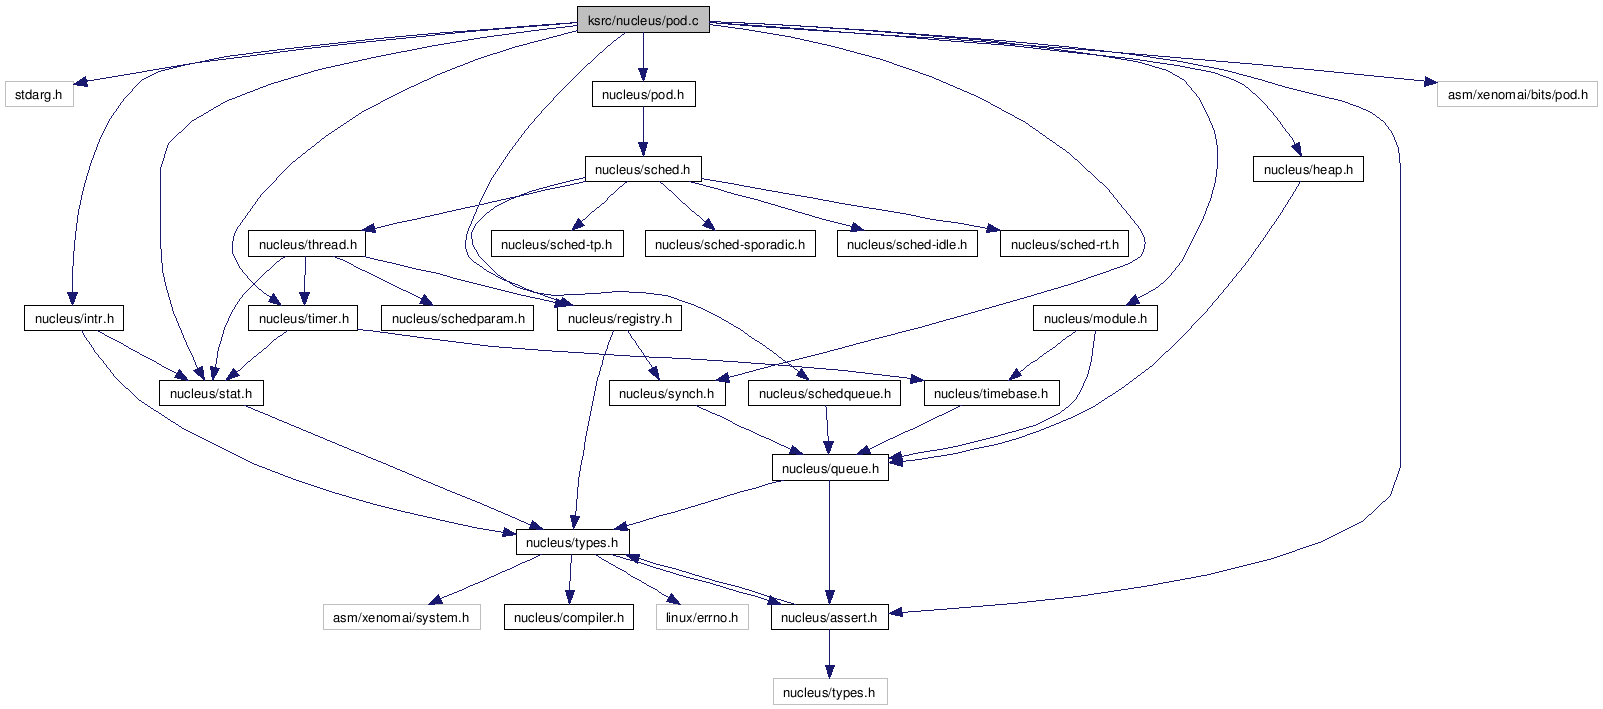 ksrc/nucleus/pod.c
stdarg.h
nucleus/pod.h
asm/xenomai/bits/pod.h
nucleus/sched.h
nucleus/heap.h
nucleus/thread.h
nucleus/sched-tp.h
nucleus/sched-sporadic.h
nucleus/sched-idle.h
nucleus/sched-rt.h
nucleus/intr.h
nucleus/timer.h
nucleus/schedparam.h
nucleus/registry.h
nucleus/module.h
nucleus/stat.h
nucleus/synch.h
nucleus/schedqueue.h
nucleus/timebase.h
nucleus/queue.h
nucleus/types.h
asm/xenomai/system.h
nucleus/compiler.h
linux/errno.h
nucleus/assert.h
nucleus/types.h